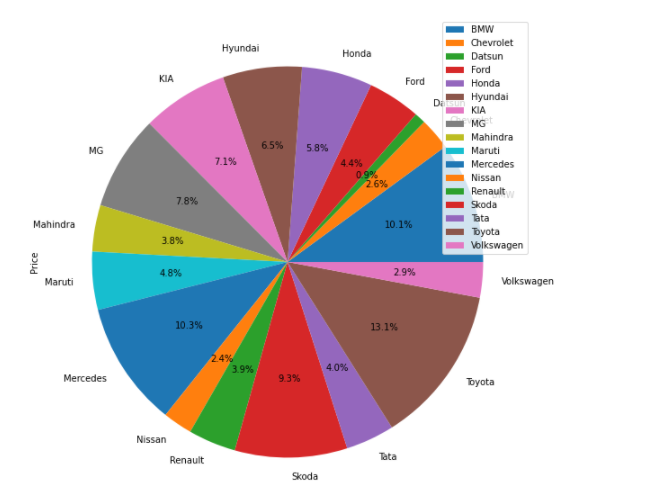 Price
BMW
10.1%
Chevrolet
2.6%
Datsun
0.9%
Ford
4.4%
Honda
5.8%
Hyundai
6.5%
KIA
7.1%
MG
7.8%
Mahindra
3.8%
Maruti
4.8%
Mercedes
10.3%
Nissan
2.4%
Renault
3.9%
Skoda
9.3%
Tata
4.0%
Toyota
13.1%
Volkswagen
2.9%
BMW
Chevrolet
Datsun
Ford
Honda
Hyundai
KIA
MG
Mahindra
Maruti
Mercedes
Nissan
Renault
Skoda
Tata
Toyota
Volkswagen